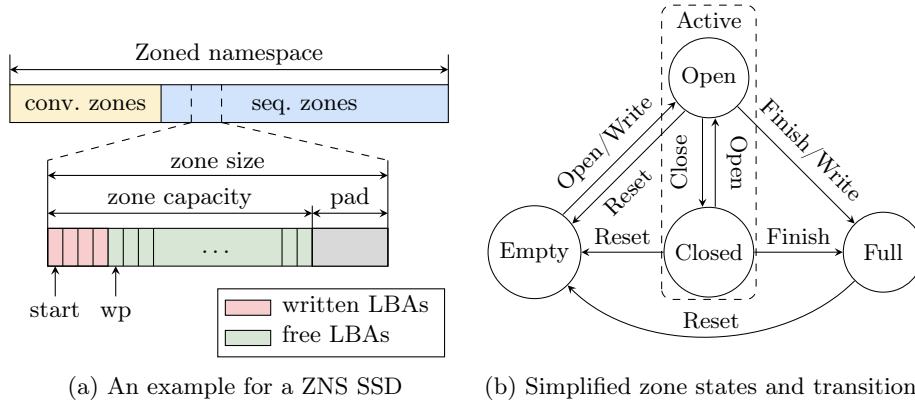 Zoned namespace
conv. zones
seq. zones
zone size
zone capacity
pad
...
start
wp
written LBAs
free LBAs
(a) An example for a ZNS SSD
Active
Open
Open/Write
Reset
Close
Open
Finish/Write
Empty
Reset
Closed
Finish
Full
Reset
(b) Simplified zone states and transition